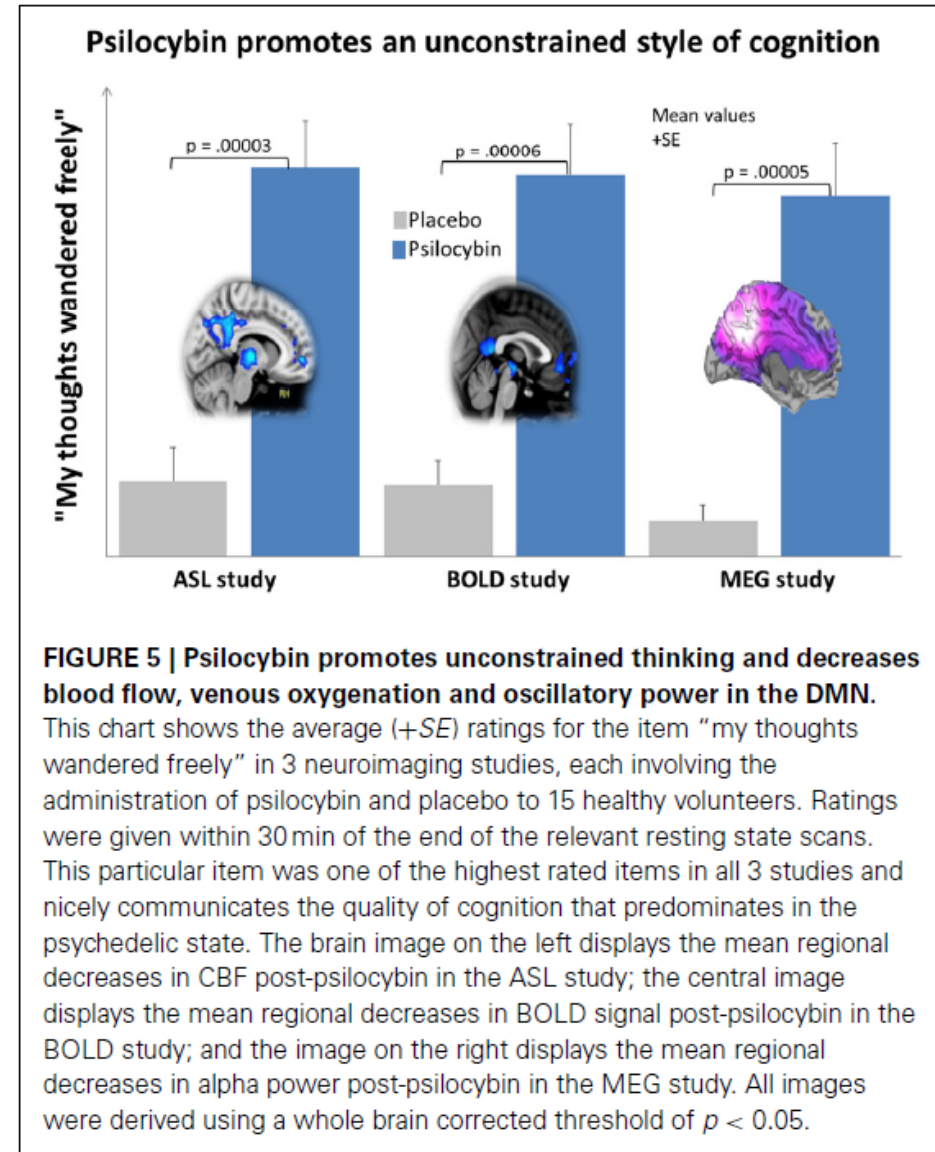 Psilocybin promotes an unconstrained style of cognition
"My thoughts wandered freely"
p = .00003
p = .00006
Mean values
+SE
p = .00005
Placebo
Psilocybin
RH
ASL study
BOLD study
MEG study
FIGURE 5 | Psilocybin promotes unconstrained thinking and decreases
blood flow, venous oxygenation and oscillatory power in the DMN.
This chart shows the average (+SE) ratings for the item “my thoughts
wandered freely” in 3 neuroimaging studies, each involving the
administration of psilocybin and placebo to 15 healthy volunteers. Ratings
were given within 30 min of the end of the relevant resting state scans.
This particular item was one of the highest rated items in all 3 studies and
nicely communicates the quality of cognition that predominates in the
psychedelic state. The brain image on the left displays the mean regional
decreases in CBF post-psilocybin in the ASL study; the central image
displays the mean regional decreases in BOLD signal post-psilocybin in the
BOLD study; and the image on the right displays the mean regional
decreases in alpha power post-psilocybin in the MEG study. All images
were derived using a whole brain corrected threshold of p < 0.05.